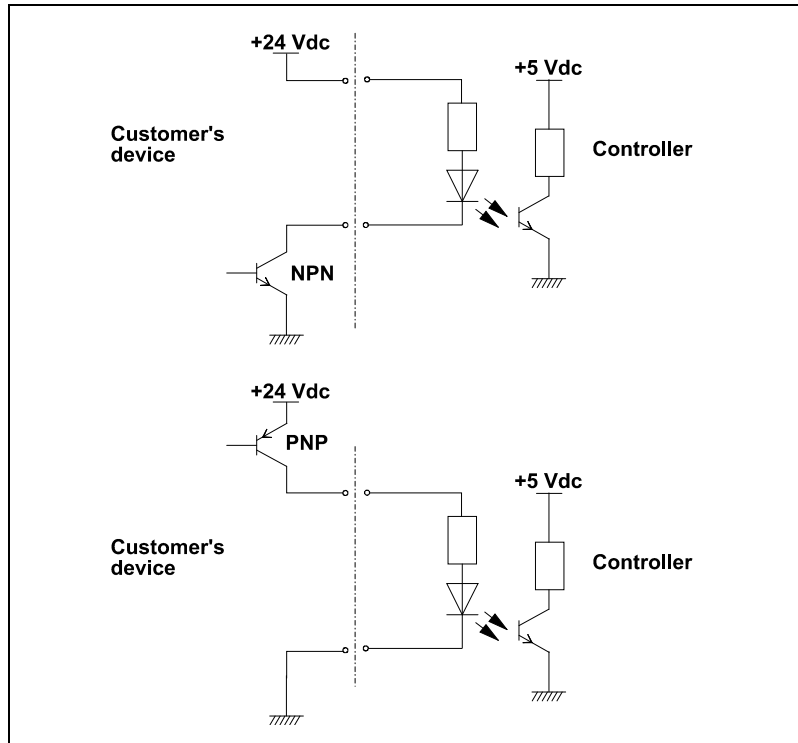 +24 Vdc
+5 Vdc
Customer's
device
Controller
NPN
+24 Vdc
PNP
+5 Vdc
Customer's
device
Controller